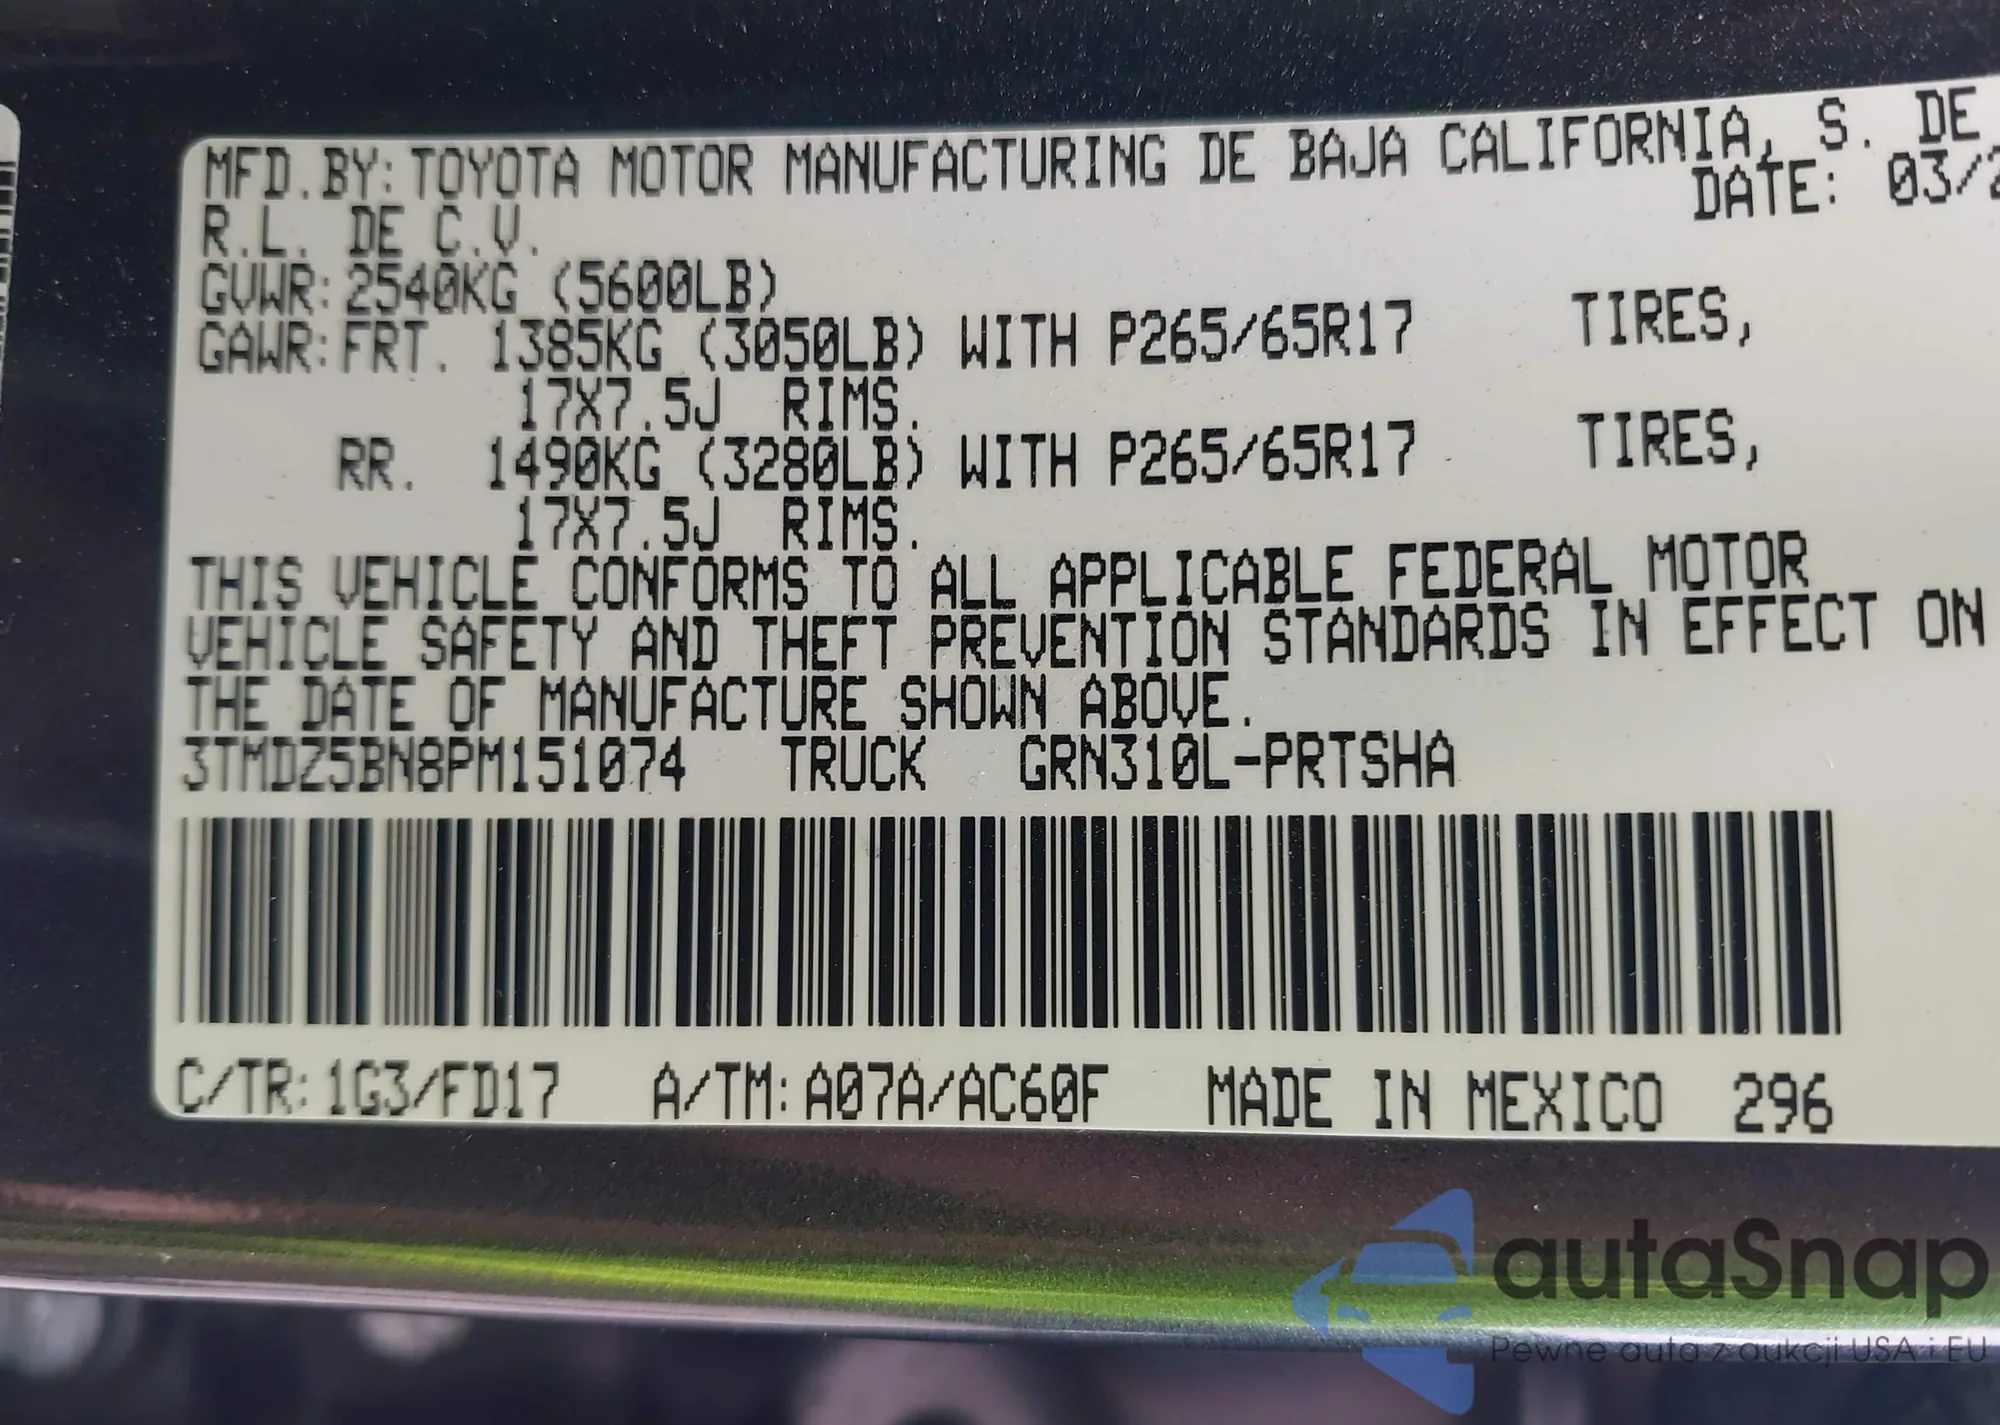 MFD.BY: TOYOTA MOTOR MANUFACTURING DE BAJA CALIFORNIA, S. DE
R.L. DE C.V.
DATE: 03/2
GVWR: 2540KG (5600LB)
GAWR: FRT. 1385KG (3050LB) WITH P265/65R17 TIRES,
17X7.5J RIMS.
RR. 1490KG (3280LB) WITH P265/65R17 TIRES,
17X7.5J RIMS.
THIS VEHICLE CONFORMS TO ALL APPLICABLE FEDERAL MOTOR
VEHICLE SAFETY AND THEFT PREVENTION STANDARDS IN EFFECT ON
THE DATE OF MANUFACTURE SHOWN ABOVE.
3TMDZ5BN8PM151074 TRUCK GRN310L-PRTSHA
C/TR: 1G3/FD17 A/TM: A07A/AC60F MADE IN MEXICO 296
autaSnap
Pewne auta z aukcji USA i EU